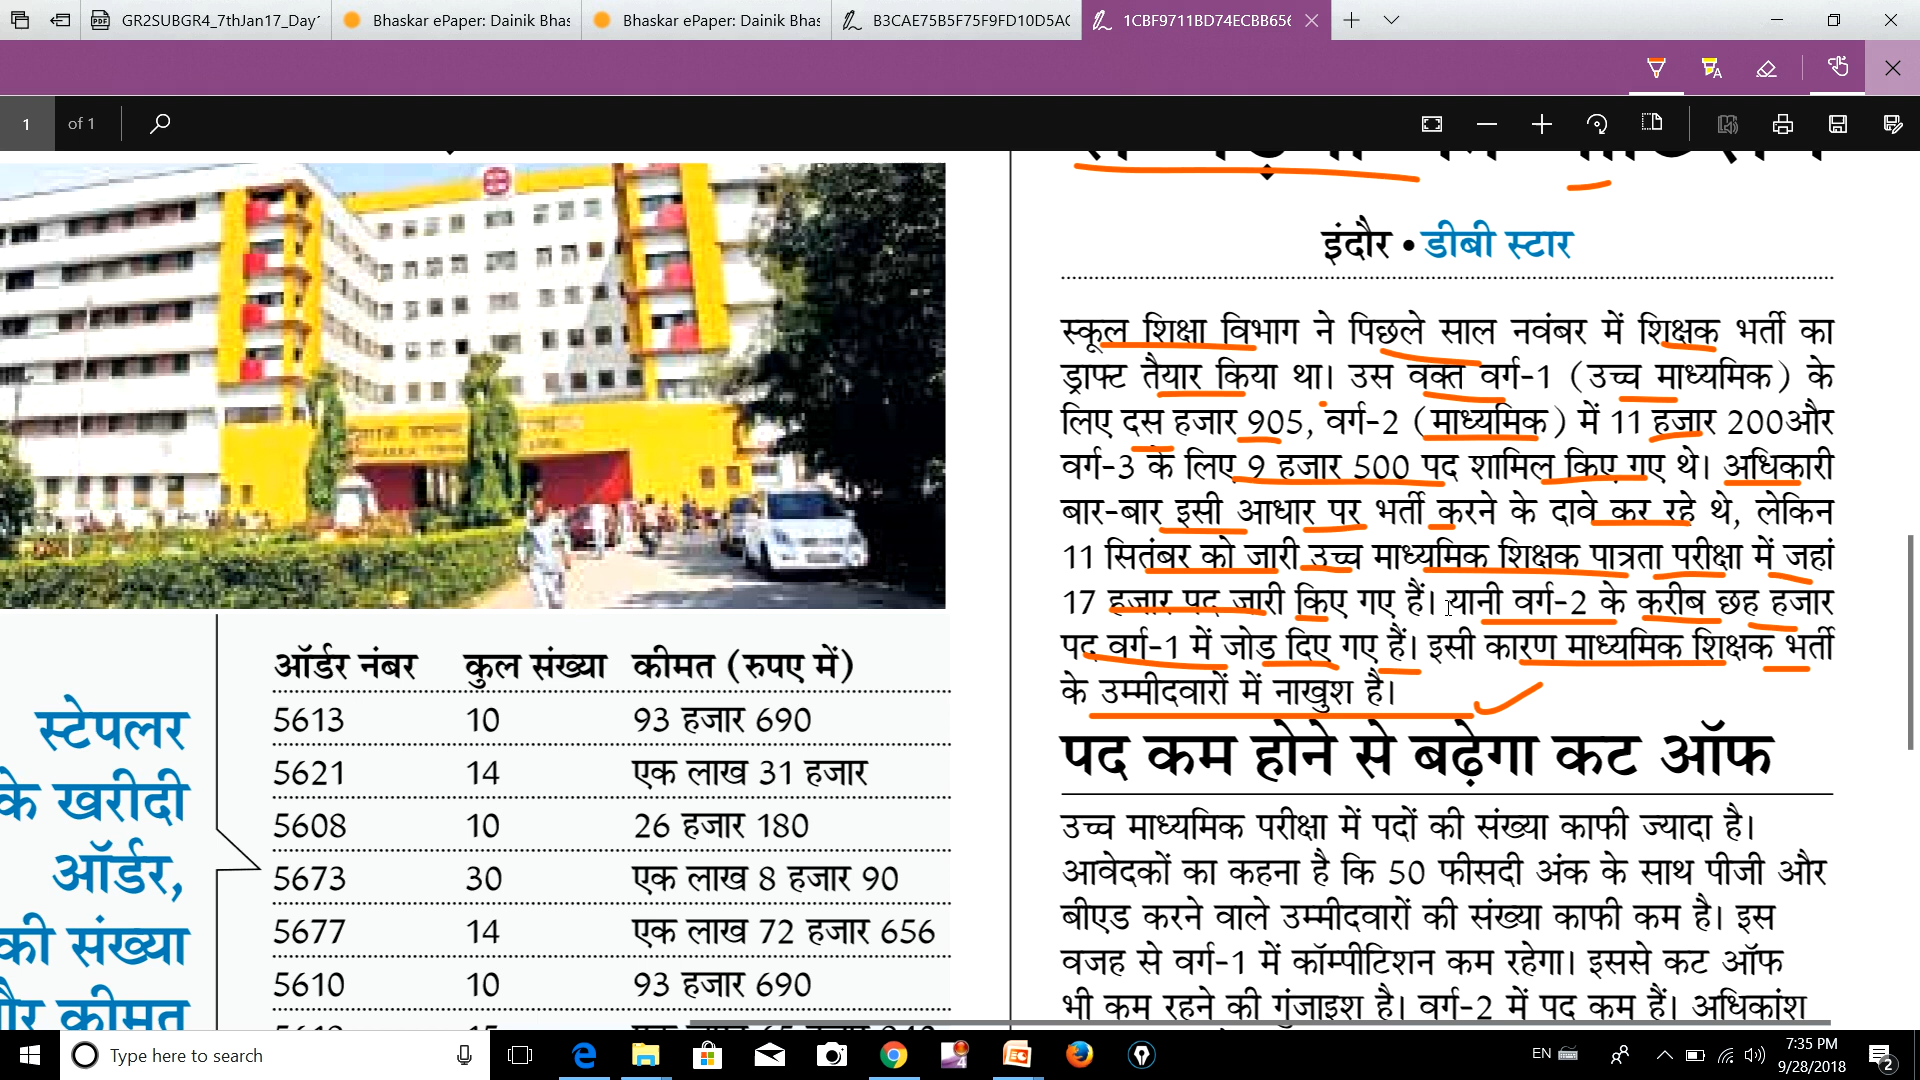 GR2SUBGR4_7thJan17_Day
Bhaskar ePaper: Dainik Bhas
Bhaskar ePaper: Dainik Bhas
B3CAE75B5F75F9FD10D5A
1CBF9711BD74ECBB656
1 of 1
इंदौर • डीबी स्टार
स्कूल शिक्षा विभाग ने पिछले साल नवंबर में शिक्षक भर्ती का
ड्राफ्ट तैयार किया था। उस वक्त वर्ग-1 (उच्च माध्यमिक) के
लिए दस हजार 905, वर्ग-2 (माध्यमिक) में 11 हजार 200और
वर्ग-3 के लिए 9 हजार 500 पद शामिल किए गए थे। अधिकारी
बार-बार इसी आधार पर भर्ती करने के दावे कर रहे थे, लेकिन
11 सितंबर को जारी उच्च माध्यमिक शिक्षक पात्रता परीक्षा में जहां
17 हजार पद जारी किए गए हैं। यानी वर्ग-2 के करीब छह हजार
पद वर्ग-1 में जोड दिए गए हैं। इसी कारण माध्यमिक शिक्षक भर्ती
के उम्मीदवारों में नाखुश है।
पद कम होने से बढ़ेगा कट ऑफ
उच्च माध्यमिक परीक्षा में पदों की संख्या काफी ज्यादा है।
आवेदकों का कहना है कि 50 फीसदी अंक के साथ पीजी और
बीएड करने वाले उम्मीदवारों की संख्या काफी कम है। इस
वजह से वर्ग-1 में कॉम्पीटिशन कम रहेगा। इससे कट ऑफ
भी कम रहने की गुंजाइश है। वर्ग-2 में पद कम हैं। अधिकांश
स्टेपलर
के खरीदी
ऑर्डर,
की संख्या
और कीमत
ऑर्डर नंबर कुल संख्या कीमत (रुपए में)
5613 10 93 हजार 690
5621 14 एक लाख 31 हजार
5608 10 26 हजार 180
5673 30 एक लाख 8 हजार 90
5677 14 एक लाख 72 हजार 656
5610 10 93 हजार 690
Type here to search
EN
7:35 PM
9/28/2018
2